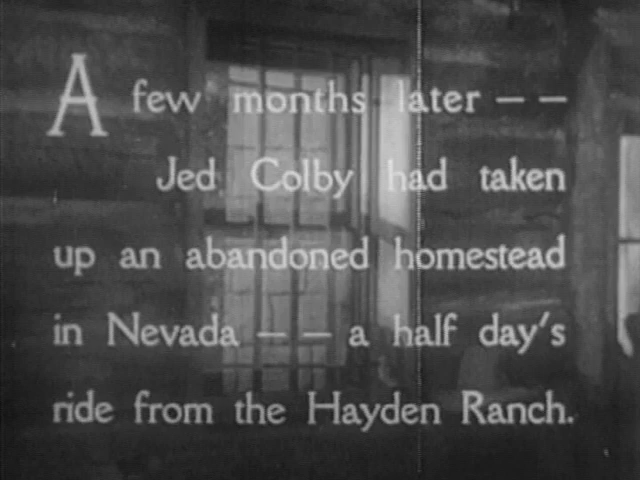 A few months later — —
Jed Colby had taken
up an abandoned homestead
in Nevada — — a half day's
ride from the Hayden Ranch.